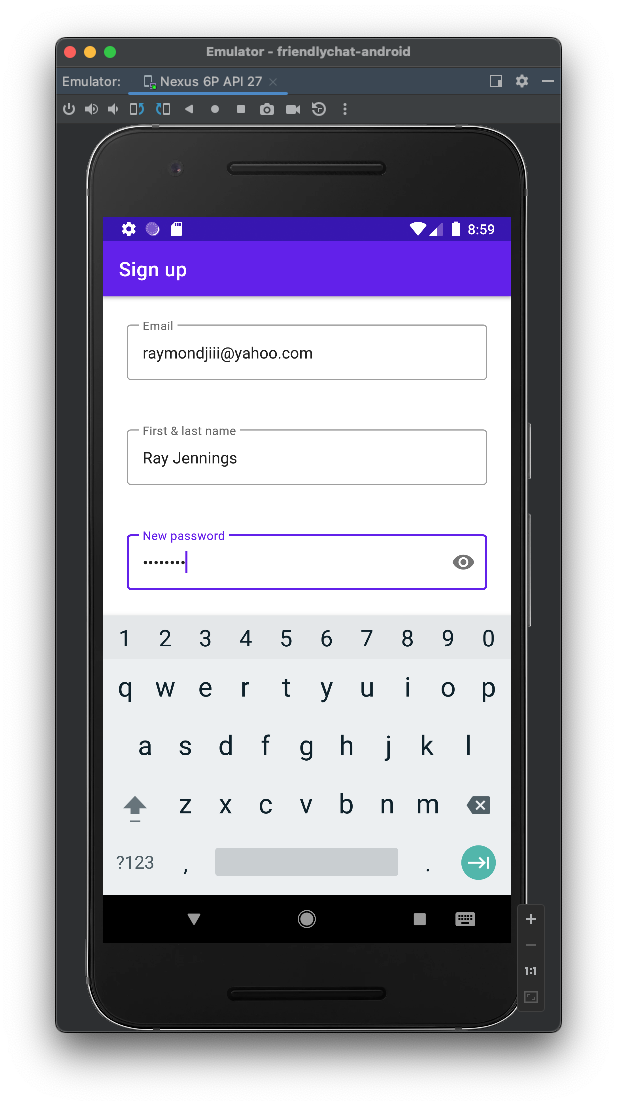 Emulator - friendlychat-android
Emulator: Nexus 6P API 27
8:59
Sign up
Email
raymondjiii@yahoo.com
First & last name
Ray Jennings
New password
••••••••
1 2 3 4 5 6 7 8 9 0
q w e r t y u i o p
a s d f g h j k l
z x c v b n m
?123 , .
1:1